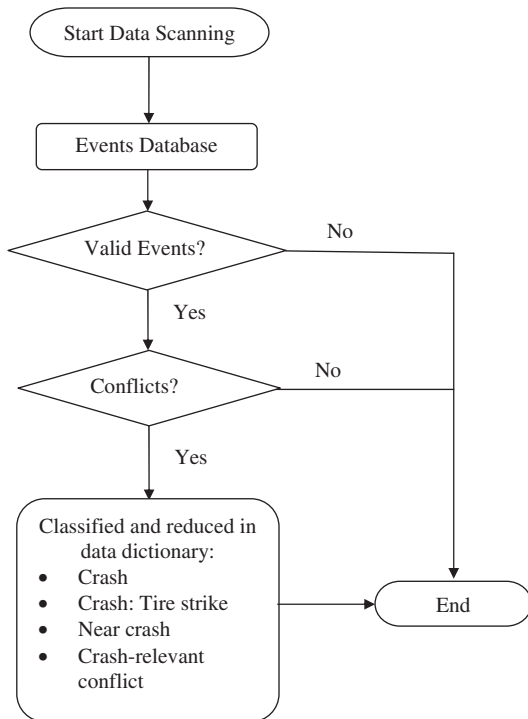 Start Data Scanning
Events Database
Valid Events?
No
Yes
Conflicts?
No
Yes
Classified and reduced in
data dictionary:
• Crash
• Crash: Tire strike
• Near crash
• Crash-relevant
conflict
End